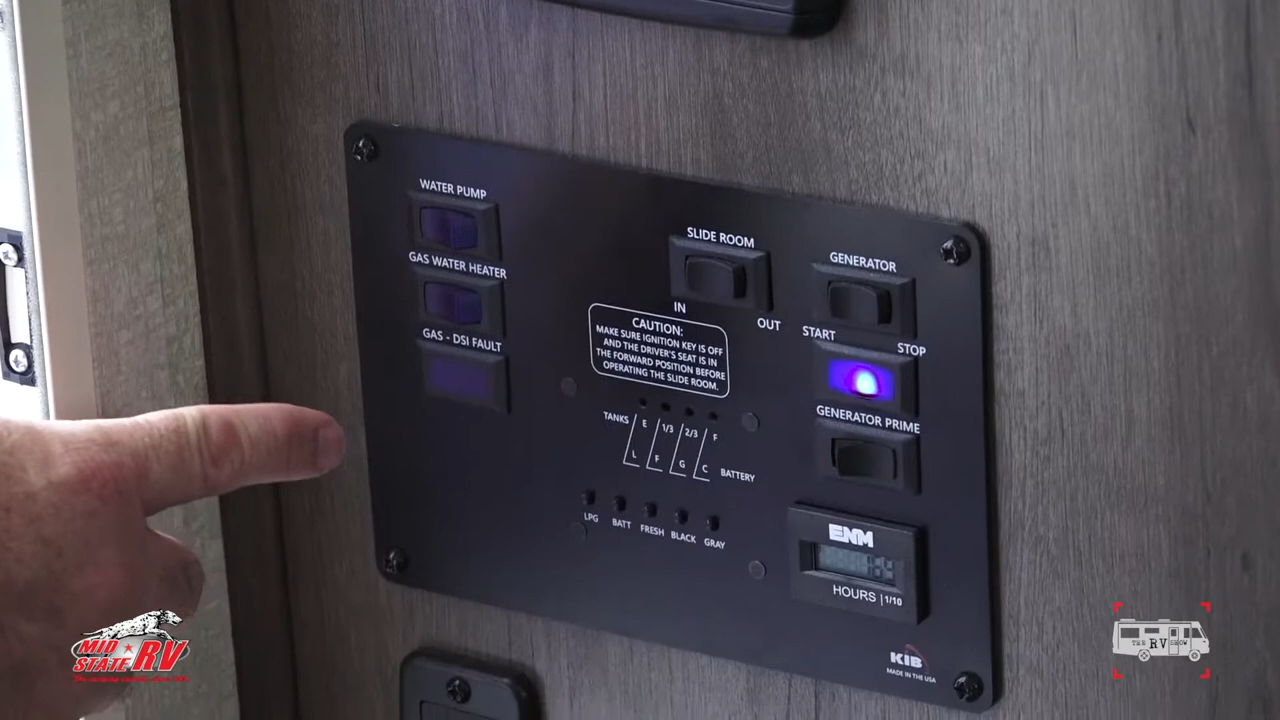 WATER PUMP
GAS WATER HEATER
GAS - DSI FAULT
SLIDE ROOM
IN
OUT
CAUTION:
MAKE SURE IGNITION KEY IS OFF
AND THE DRIVER'S SEAT IS IN
THE FORWARD POSITION BEFORE
OPERATING THE SLIDE ROOM.
TANKS E 1/3 2/3 F
L F G C BATTERY
LPG BATT FRESH BLACK GRAY
GENERATOR
START STOP
GENERATOR PRIME
ENM
HOURS 1/10
KIB
MADE IN THE USA
MID
STATE RV
THE RV SHOW